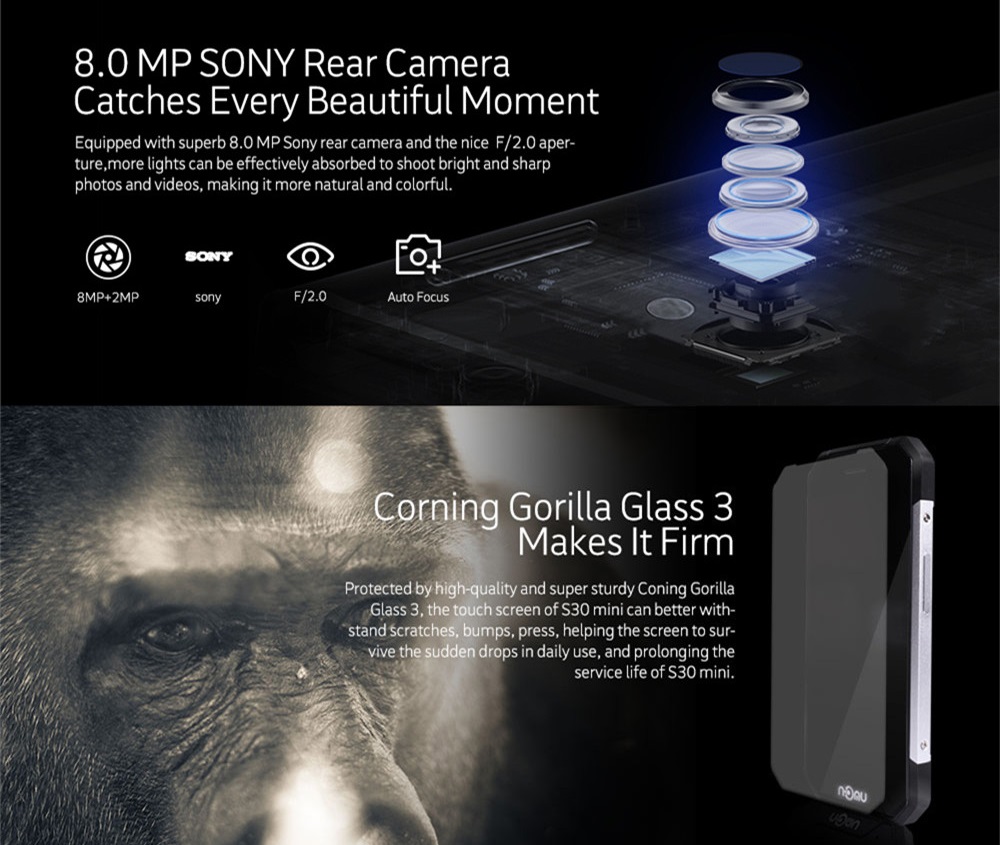 8.0 MP SONY Rear Camera
Catches Every Beautiful Moment
Equipped with superb 8.0 MP Sony rear camera and the nice F/2.0 aper-
ture,more lights can be effectively absorbed to shoot bright and sharp
photos and videos, making it more natural and colorful.
SONY
8MP+2MP
sony
F/2.0
Auto Focus
Corning Gorilla Glass 3
Makes It Firm
Protected by high-quality and super sturdy Coning Gorilla
Glass 3, the touch screen of S30 mini can better with-
stand scratches, bumps, press, helping the screen to sur-
vive the sudden drops in daily use, and prolonging the
service life of S30 mini.